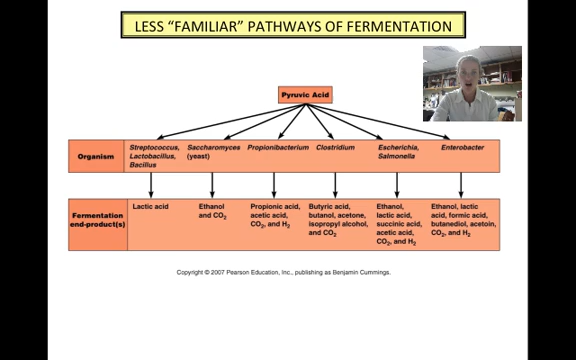 LESS “FAMILIAR” PATHWAYS OF FERMENTATION
Pyruvic Acid
Organism
Streptococcus,
Lactobacillus,
Bacillus
Saccharomyces
(yeast)
Propionibacterium
Clostridium
Escherichia,
Salmonella
Enterobacter
Fermentation
end-product(s)
Lactic acid
Ethanol
and CO2
Propionic acid,
acetic acid,
CO2, and H2
Butyric acid,
butanol, acetone,
isopropyl alcohol,
and CO2
Ethanol,
lactic acid,
succinic acid,
acetic acid,
CO2, and H2
Ethanol, lactic
acid, formic acid,
butanediol, acetoin,
CO2, and H2
Copyright © 2007 Pearson Education, Inc., publishing as Benjamin Cummings.